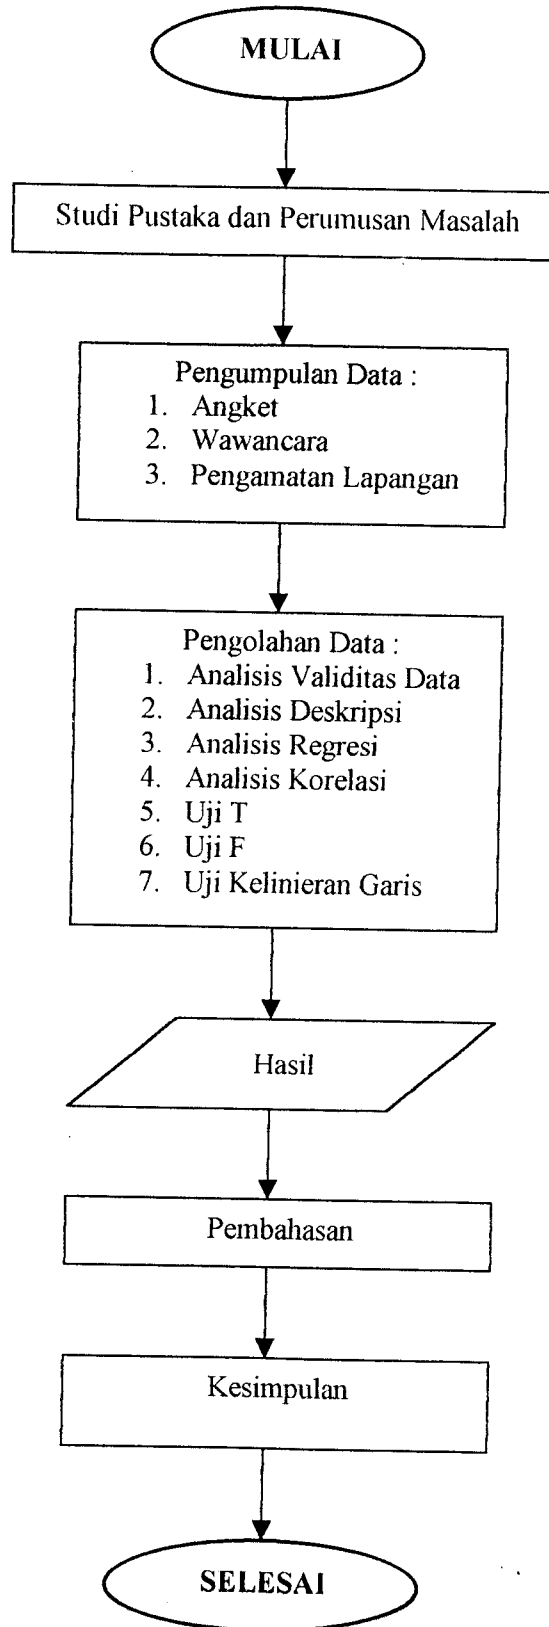 MULAI
Studi Pustaka dan Perumusan Masalah
Pengumpulan Data :
1. Angket
2. Wawancara
3. Pengamatan Lapangan
Pengolahan Data :
1. Analisis Validitas Data
2. Analisis Deskripsi
3. Analisis Regresi
4. Analisis Korelasi
5. Uji T
6. Uji F
7. Uji Kelinieran Garis
Hasil
Pembahasan
Kesimpulan
SELESAI